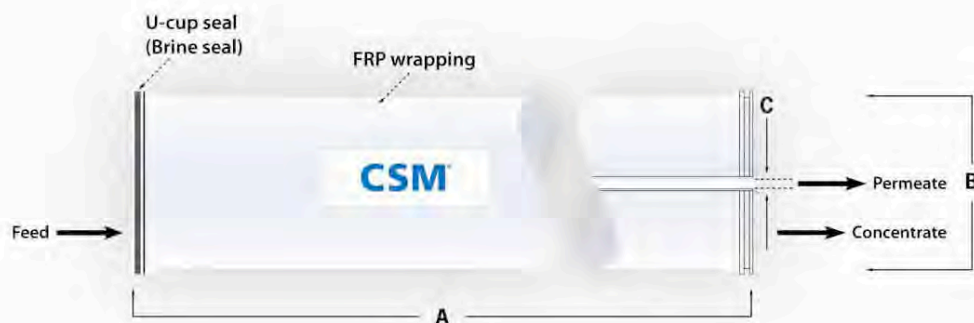 U-cup seal
(Brine seal)
FRP wrapping
C
CSM
Permeate
B
Feed
Concentrate
A